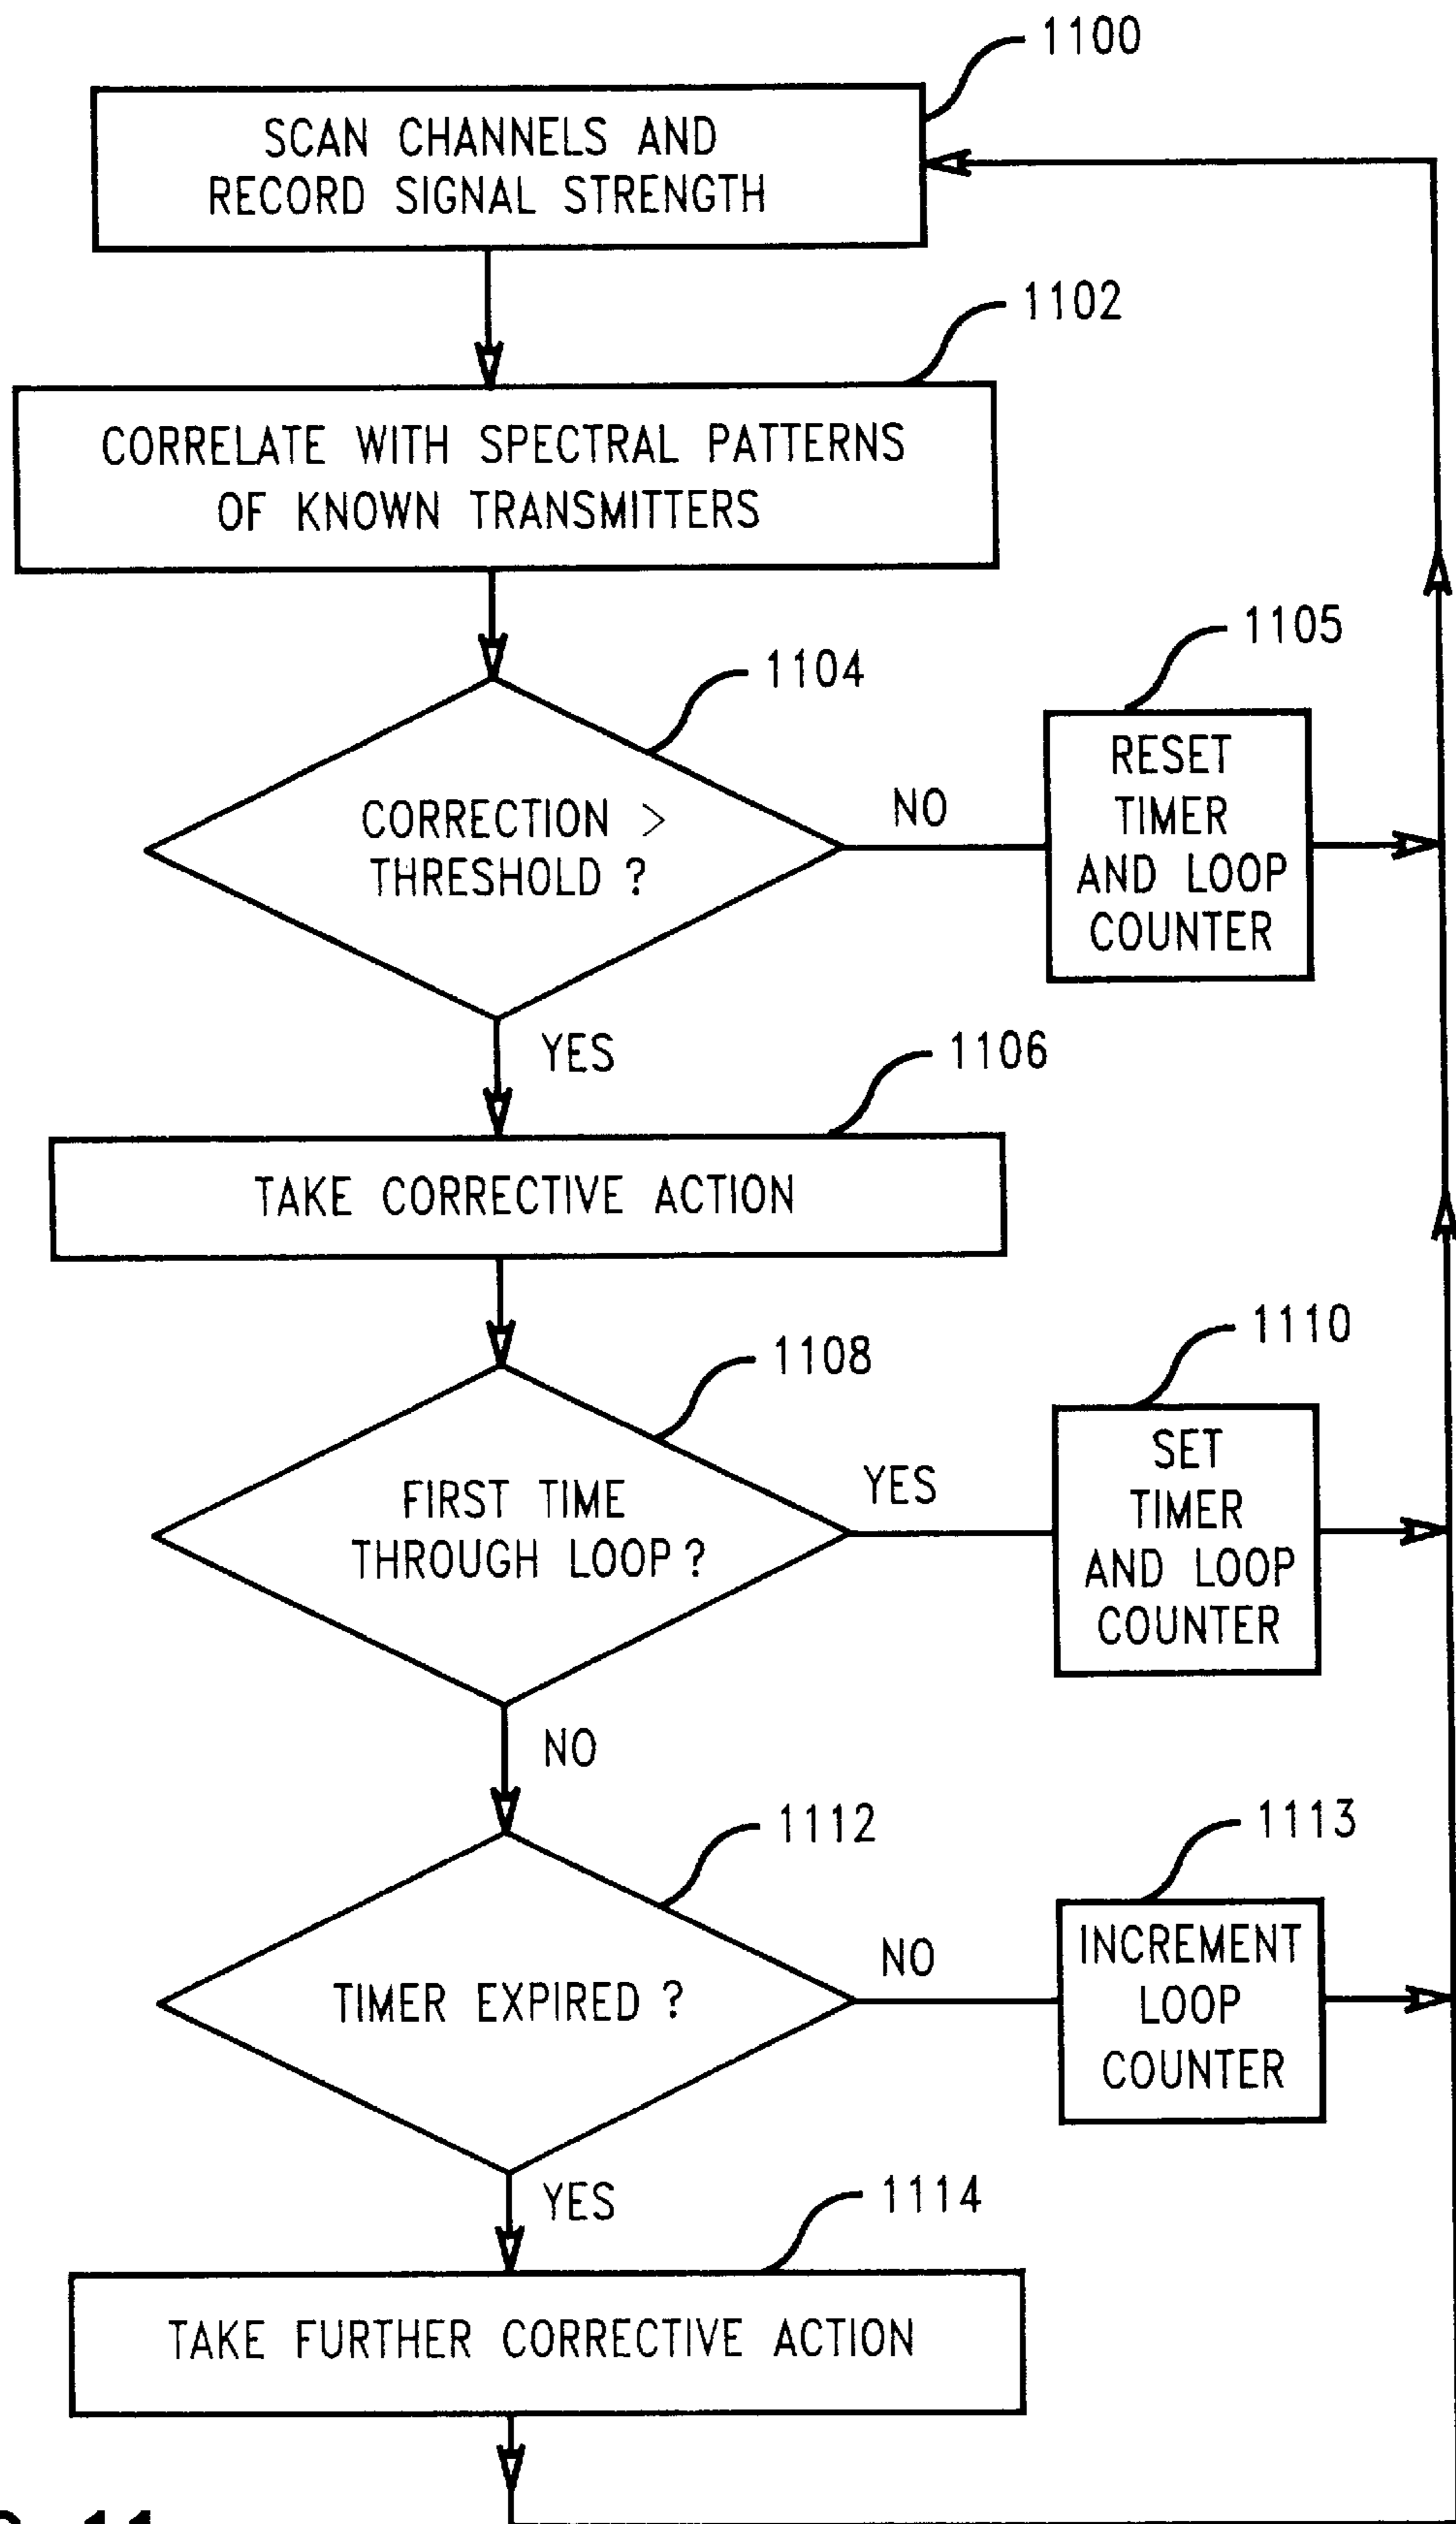 1100
SCAN CHANNELS AND
RECORD SIGNAL STRENGTH
1102
CORRELATE WITH SPECTRAL PATTERNS
OF KNOWN TRANSMITTERS
1104
CORRECTION >
THRESHOLD ?
NO
1105
RESET
TIMER
AND LOOP
COUNTER
YES
1106
TAKE CORRECTIVE ACTION
1108
FIRST TIME
THROUGH LOOP ?
YES
1110
SET
TIMER
AND LOOP
COUNTER
NO
1112
TIMER EXPIRED ?
NO
1113
INCREMENT
LOOP
COUNTER
YES
1114
TAKE FURTHER CORRECTIVE ACTION